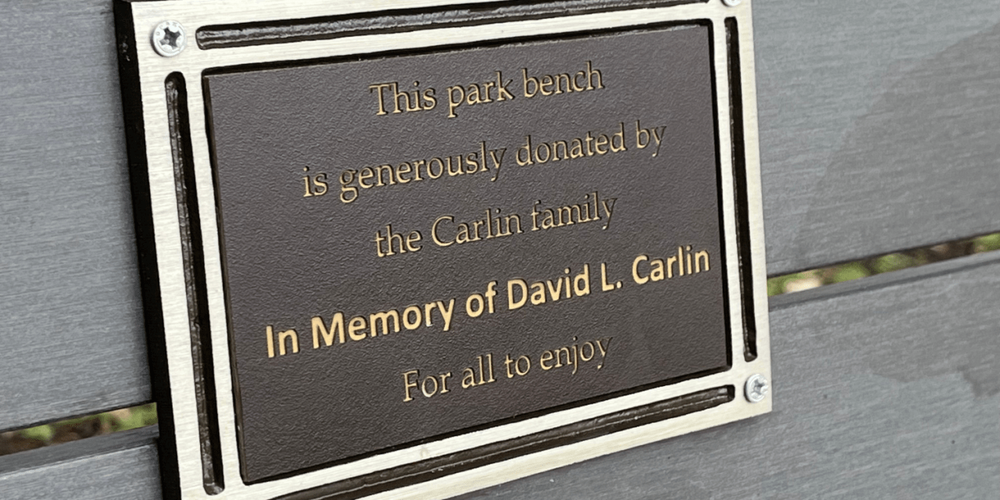 This park bench
is generously donated by
the Carlin family
In Memory of David L. Carlin
For all to enjoy